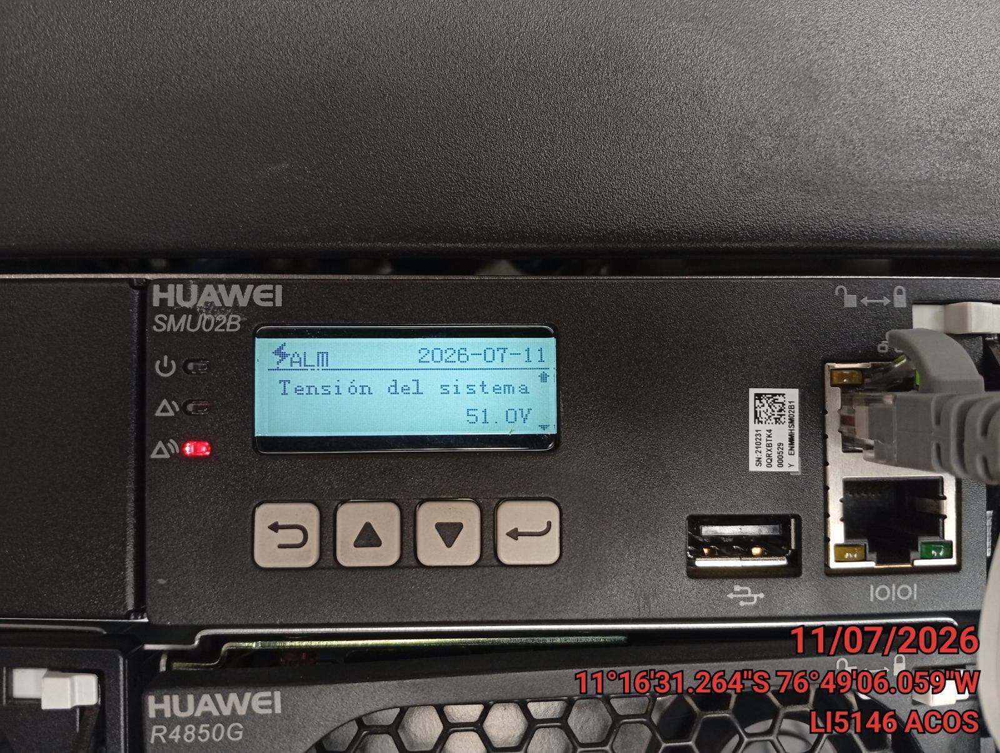 HUAWEI
SMU02B
ALM 2026-07-11
Tensión del sistema
51.0V
SN:210231
0QRXBTK4
000529
Y ENMMHSM02B1
|O|O|
11/07/2026
11°16'31.264"S 76°49'06.059"W
LI5146 ACOS
HUAWEI
R4850G